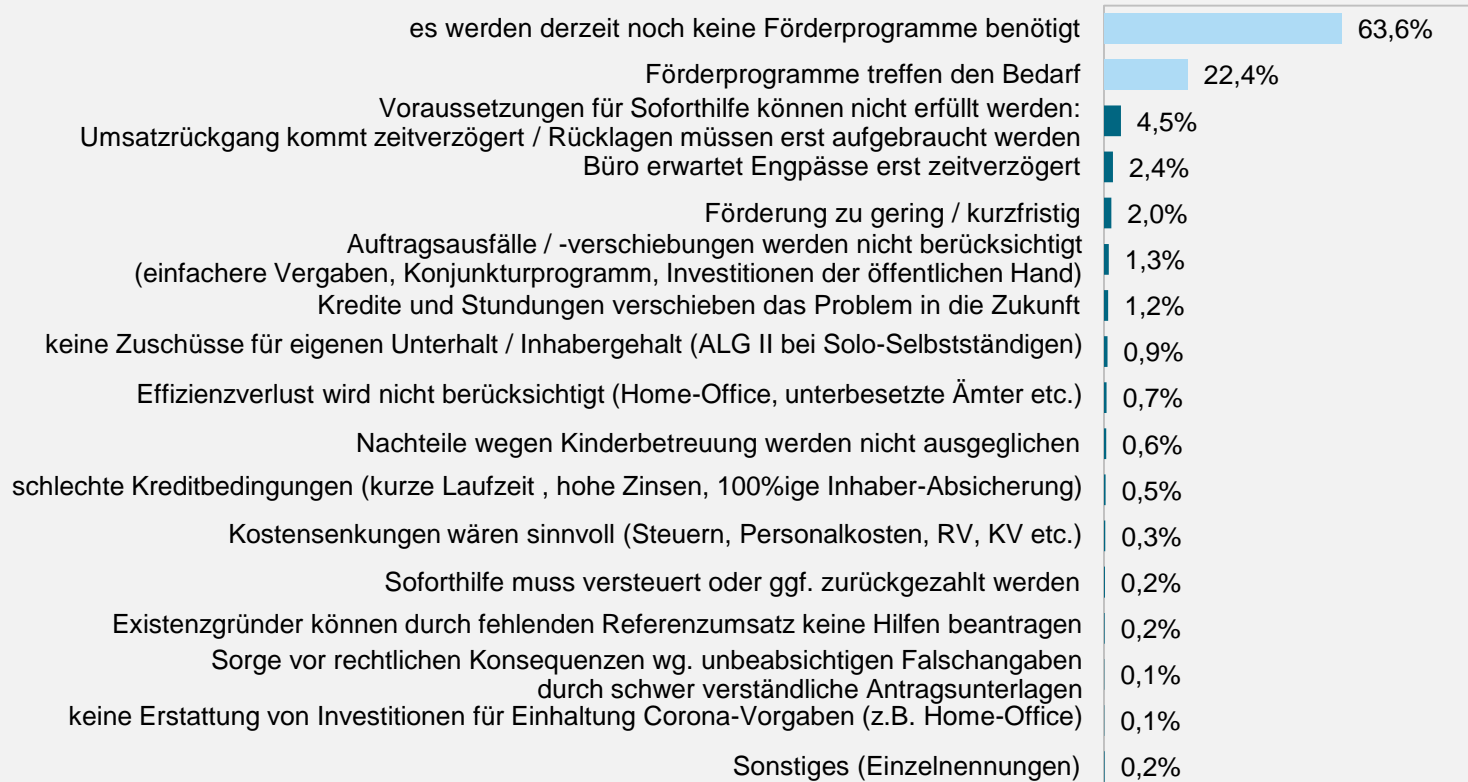 es werden derzeit noch keine Förderprogramme benötigt 63,6%
Förderprogramme treffen den Bedarf 22,4%
Voraussetzungen für Soforthilfe können nicht erfüllt werden:
Umsatzrückgang kommt zeitverzögert / Rücklagen müssen erst aufgebraucht werden 4,5%
Büro erwartet Engpässe erst zeitverzögert 2,4%
Förderung zu gering / kurzfristig 2,0%
Auftragsausfälle / -verschiebungen werden nicht berücksichtigt
(einfachere Vergaben, Konjunkturprogramm, Investitionen der öffentlichen Hand) 1,3%
Kredite und Stundungen verschieben das Problem in die Zukunft 1,2%
keine Zuschüsse für eigenen Unterhalt / Inhabergehalt (ALG II bei Solo-Selbstständigen) 0,9%
Effizienzverlust wird nicht berücksichtigt (Home-Office, unterbesetzte Ämter etc.) 0,7%
Nachteile wegen Kinderbetreuung werden nicht ausgeglichen 0,6%
schlechte Kreditbedingungen (kurze Laufzeit , hohe Zinsen, 100%ige Inhaber-Absicherung) 0,5%
Kostensenkungen wären sinnvoll (Steuern, Personalkosten, RV, KV etc.) 0,3%
Soforthilfe muss versteuert oder ggf. zurückgezahlt werden 0,2%
Existenzgründer können durch fehlenden Referenzumsatz keine Hilfen beantragen 0,2%
Sorge vor rechtlichen Konsequenzen wg. unbeabsichtigen Falschangaben
durch schwer verständliche Antragsunterlagen 0,1%
keine Erstattung von Investitionen für Einhaltung Corona-Vorgaben (z.B. Home-Office) 0,1%
Sonstiges (Einzelnennungen) 0,2%